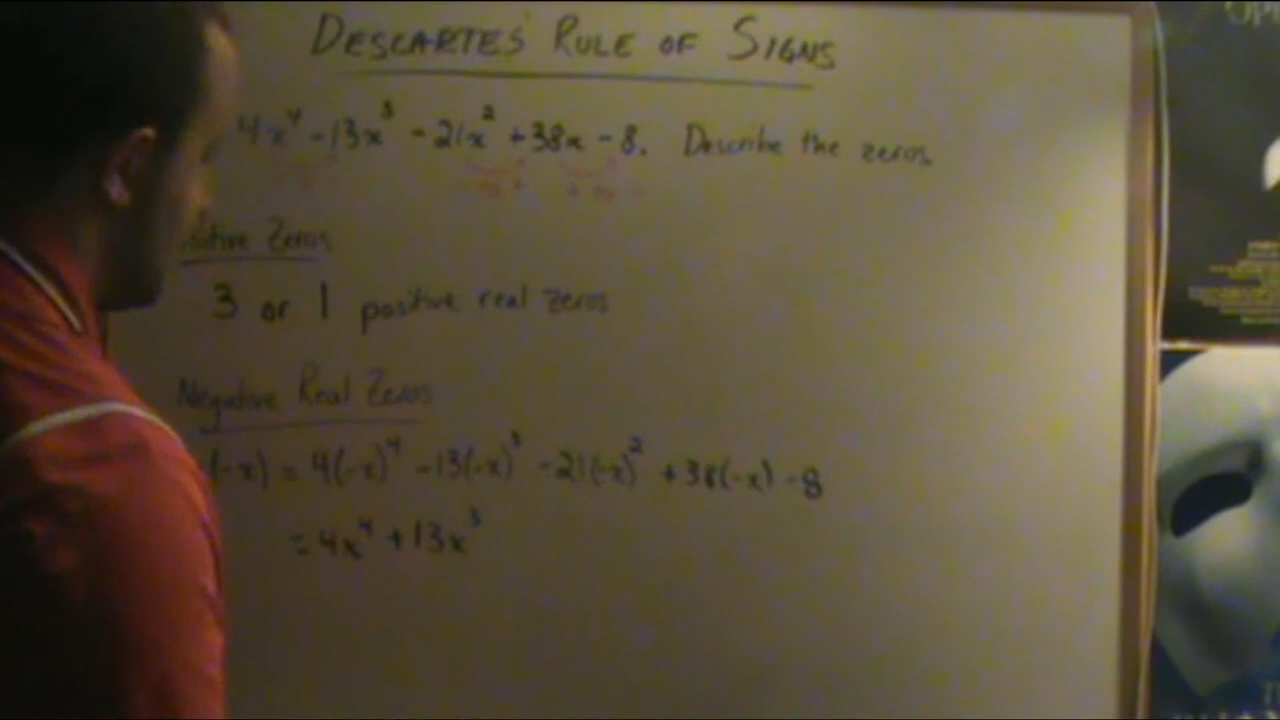 DESCARTES RULE OF SIGNS
4x⁴ -13x³ -21x² +38x -8. Describe the zeros.
Zeros
3 or 1 positive real zeros
Negative Real Zeros
(-x) = 4(-x)⁴ -13(-x)³ -21(-x)² +38(-x) -8
= 4x⁴ +13x³